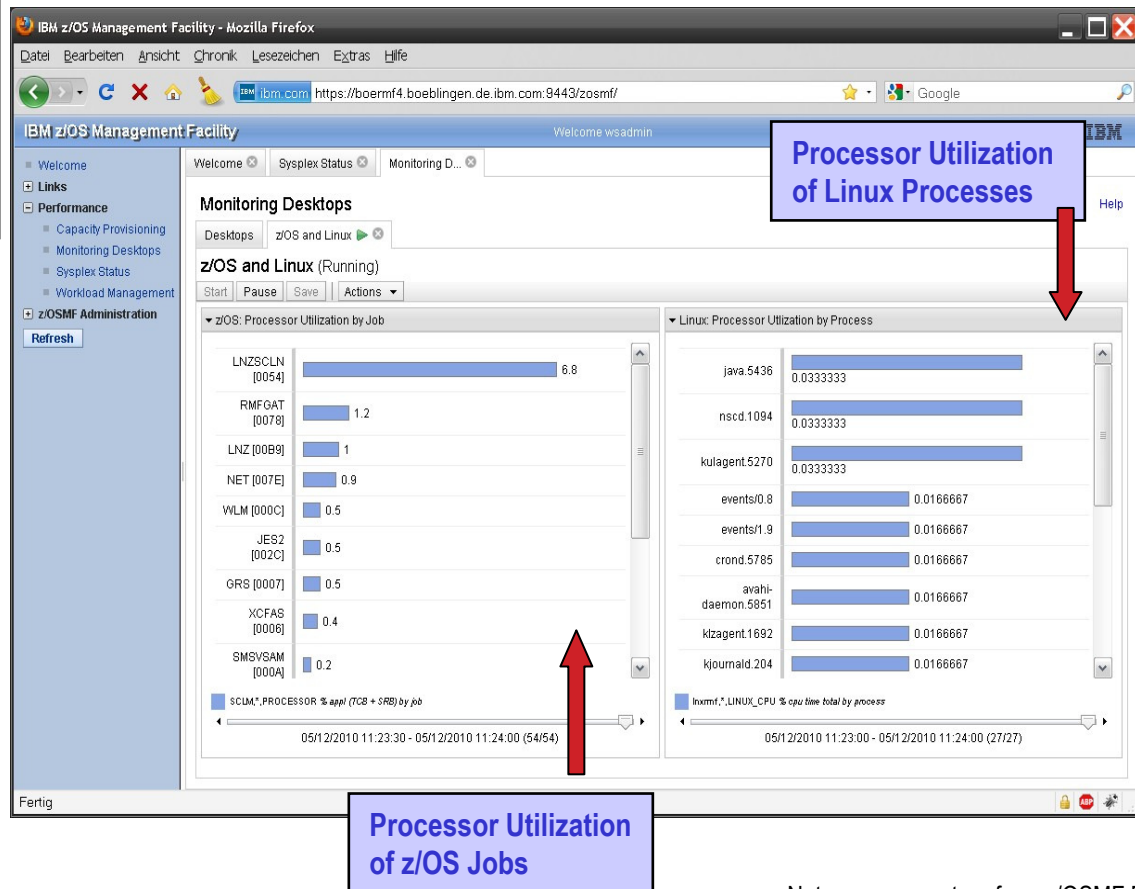 IBM z/OS Management Facility - Mozilla Firefox
Datei Bearbeiten Ansicht Chronik Lesezeichen Extras Hilfe
IBM ibm.com https://boermf4.boeblingen.de.ibm.com:9443/zosmf/
Google
IBM z/OS Management Facility
Welcome wsadmin
IBM
Processor Utilization
of Linux Processes
Welcome
Links
Performance
Capacity Provisioning
Monitoring Desktops
Sysplex Status
Workload Management
z/OSMF Administration
Refresh
Welcome Sysplex Status Monitoring D...
Monitoring Desktops
Help
Desktops z/OS and Linux
z/OS and Linux (Running)
Start Pause Save Actions
z/OS: Processor Utilization by Job
LNZSCLN
[0054]
6.8
RMFGAT
[0078]
1.2
LNZ [00B9]
1
NET [007E]
0.9
WLM [000C]
0.5
JES2
[002C]
0.5
GRS [0007]
0.5
XCFAS
[0006]
0.4
SMSVSAM
[000A]
0.2
SCLM,*,PROCESSOR % appl (TCB + SRB) by job
05/12/2010 11:23:30 - 05/12/2010 11:24:00 (54/54)
Linux: Processor Utlization by Process
java.5436
0.0333333
nscd.1094
0.0333333
kulagent.5270
0.0333333
events/0.8
0.0166667
events/1.9
0.0166667
crond.5785
0.0166667
avahi-
daemon.5851
0.0166667
klzagent.1692
0.0166667
kjournald.204
0.0166667
lnxrmf,*,LINUX_CPU % cpu time total by process
05/12/2010 11:23:00 - 05/12/2010 11:24:00 (27/27)
Fertig
ABP
Processor Utilization
of z/OS Jobs